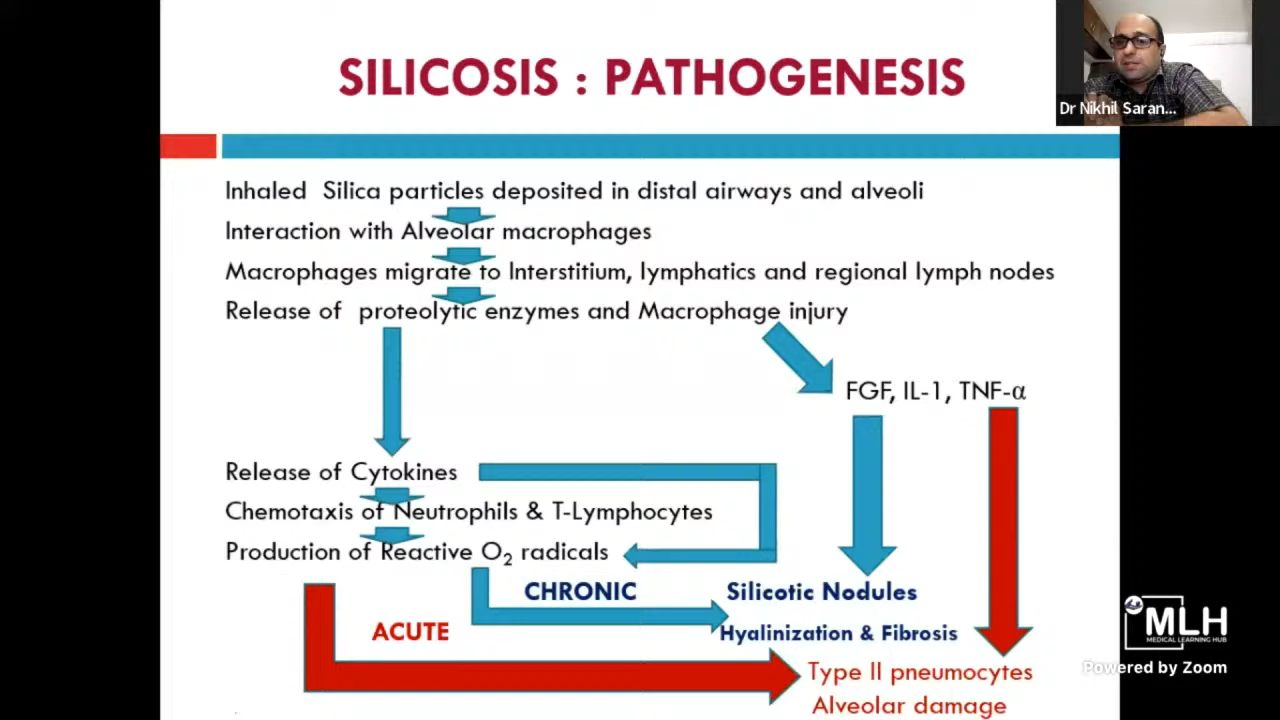 SILICOSIS : PATHOGENESIS
Dr Nikhil Saran...
Inhaled Silica particles deposited in distal airways and alveoli
Interaction with Alveolar macrophages
Macrophages migrate to Interstitium, lymphatics and regional lymph nodes
Release of proteolytic enzymes and Macrophage injury
FGF, IL-1, TNF-α
Release of Cytokines
Chemotaxis of Neutrophils & T-Lymphocytes
Production of Reactive O₂ radicals
CHRONIC
Silicotic Nodules
ACUTE
Hyalinization & Fibrosis
Type II pneumocytes
Alveolar damage
MLH
MEDICAL LEARNING HUB
Powered by Zoom